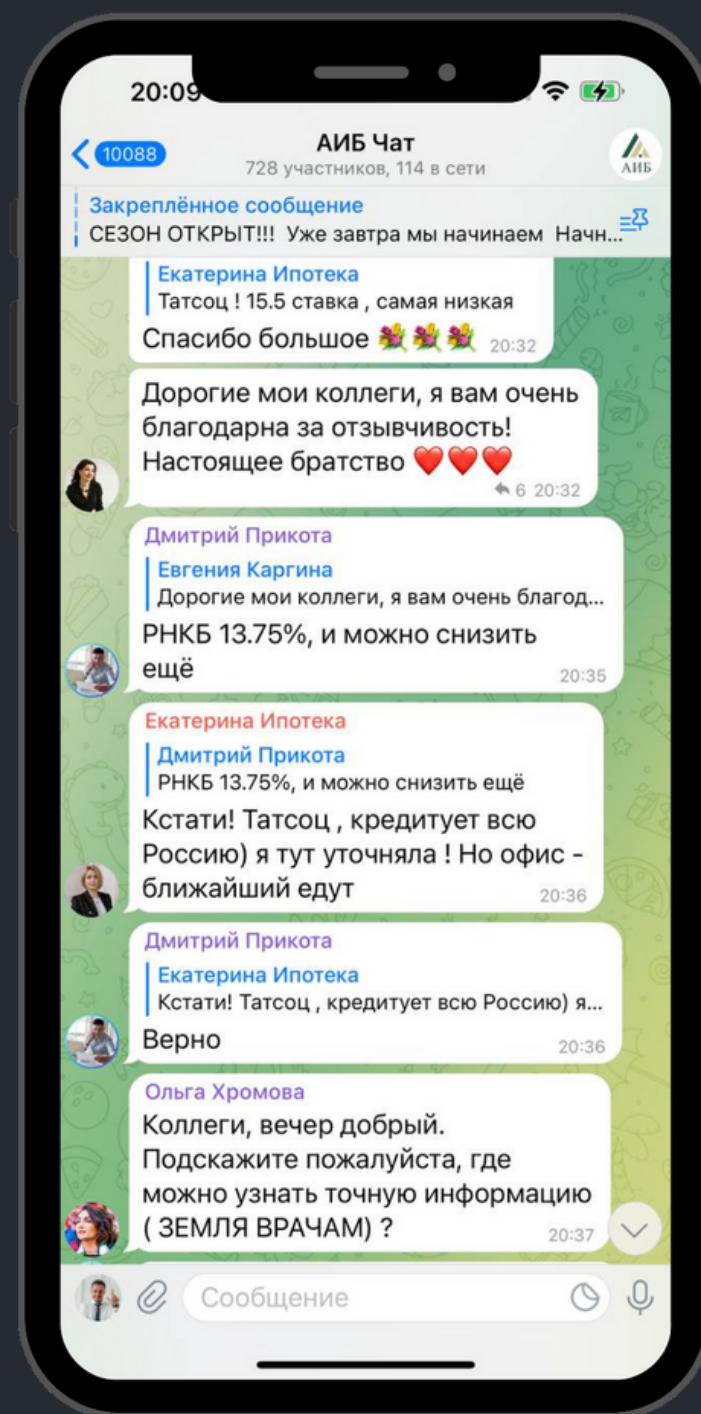 20:09
10088
АИБ Чат
728 участников, 114 в сети
АИБ
Закреплённое сообщение
СЕЗОН ОТКРЫТ!!! Уже завтра мы начинаем Начн...
Екатерина Ипотека
Татсоц ! 15.5 ставка , самая низкая
Спасибо большое 💐💐💐 20:32
Дорогие мои коллеги, я вам очень
благодарна за отзывчивость!
Настоящее братство ❤️❤️❤️
6 20:32
Дмитрий Прикота
Евгения Каргина
Дорогие мои коллеги, я вам очень благод...
РНКБ 13.75%, и можно снизить
ещё 20:35
Екатерина Ипотека
Дмитрий Прикота
РНКБ 13.75%, и можно снизить ещё
Кстати! Татсоц , кредитует всю
Россию) я тут уточняла ! Но офис -
ближайший едут 20:36
Дмитрий Прикота
Екатерина Ипотека
Кстати! Татсоц , кредитует всю Россию) я...
Верно 20:36
Ольга Хромова
Коллеги, вечер добрый.
Подскажите пожалуйста, где
можно узнать точную информацию
( ЗЕМЛЯ ВРАЧАМ) ? 20:37
Сообщение